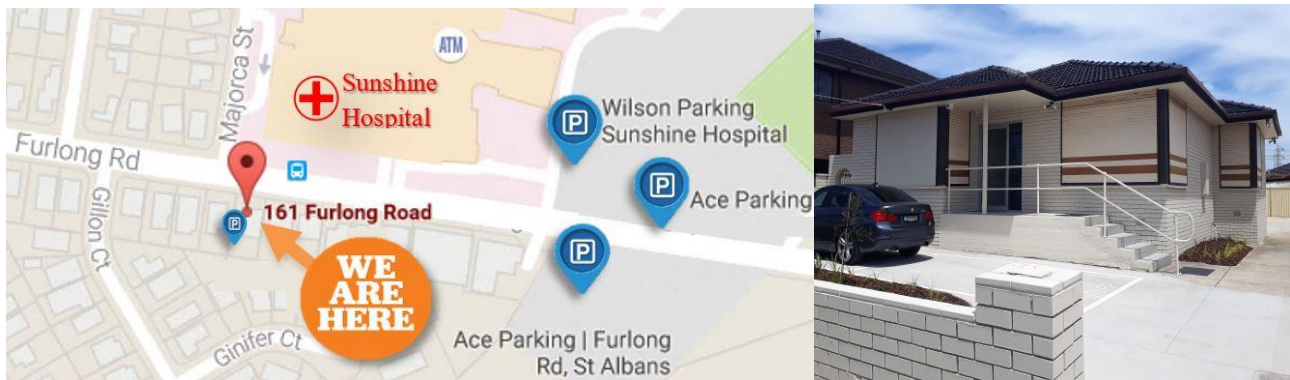 Majorca St
ATM
Sunshine
Hospital
Furlong Rd
P
Wilson Parking
Sunshine Hospital
P
Ace Parking
161 Furlong Road
P
P
Gillon Ct
WE
ARE
HERE
Ginifer Ct
Ace Parking | Furlong
Rd, St Albans